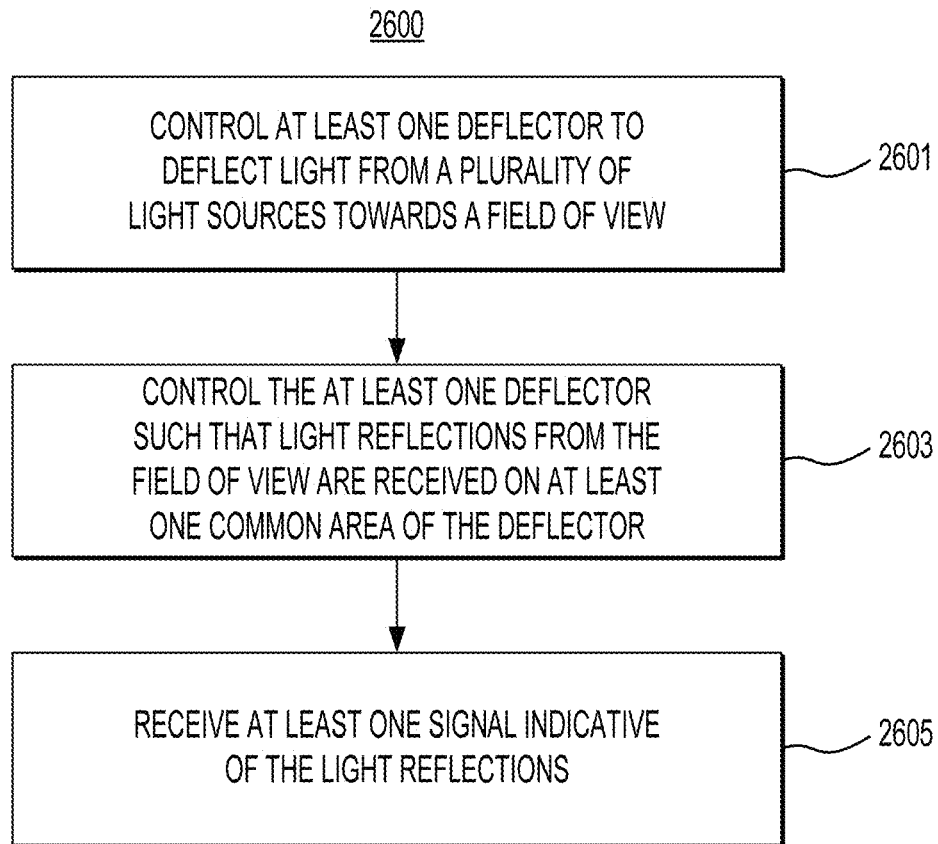 2600
CONTROL AT LEAST ONE DEFLECTOR TO
DEFLECT LIGHT FROM A PLURALITY OF
LIGHT SOURCES TOWARDS A FIELD OF VIEW
2601
CONTROL THE AT LEAST ONE DEFLECTOR
SUCH THAT LIGHT REFLECTIONS FROM THE
FIELD OF VIEW ARE RECEIVED ON AT LEAST
ONE COMMON AREA OF THE DEFLECTOR
2603
RECEIVE AT LEAST ONE SIGNAL INDICATIVE
OF THE LIGHT REFLECTIONS
2605